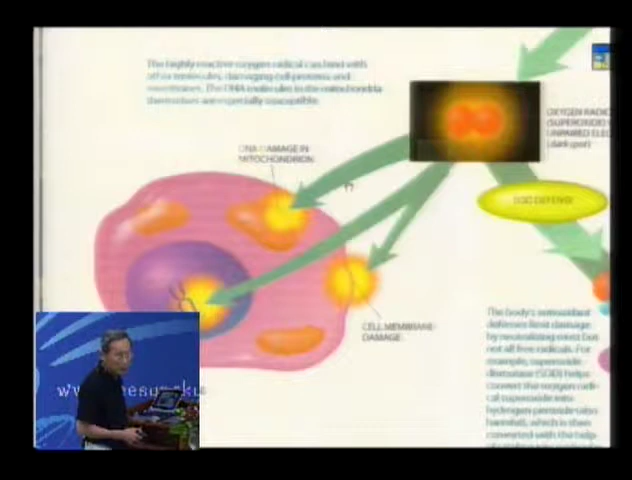 The highly reactive oxygen radical can bind with
other molecules, damaging cell proteins and
membranes. The DNA molecules in the mitochondria
themselves are especially susceptible.
OXYGEN RADIC
(SUPEROXIDE)
UNPAIRED ELEC
(dark spot)
DNA DAMAGE IN
MITOCHONDRION
SOD DEFENSE
CELL MEMBRANE
DAMAGE
The body's antioxidant
defenses limit damage
by neutralizing most but
not all free radicals. For
example, superoxide
dismutase (SOD) helps
convert the oxygen radi-
cal superoxide into
hydrogen peroxide (also
harmful), which is then
converted with the help